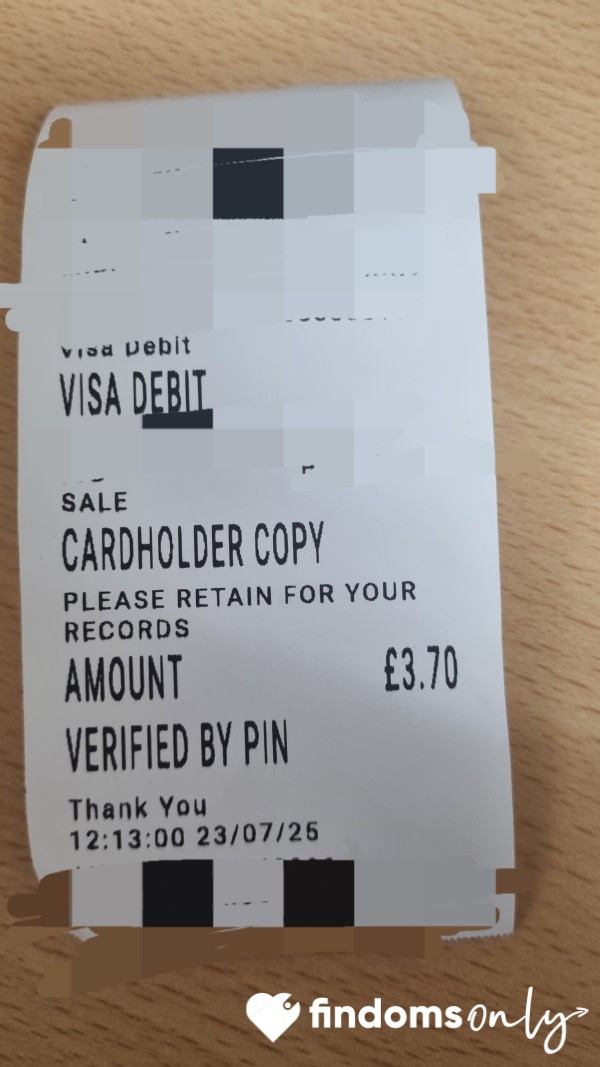 Visa Debit
VISA DEBIT
SALE
CARDHOLDER COPY
PLEASE RETAIN FOR YOUR
RECORDS
AMOUNT £3.70
VERIFIED BY PIN
Thank You
12:13:00 23/07/25
findomsonly